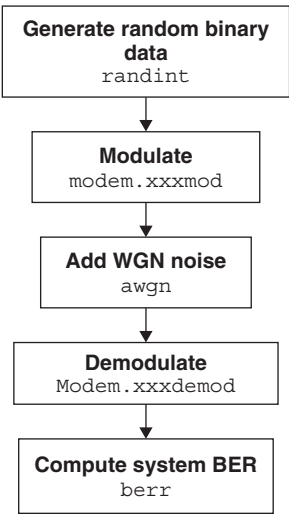 Generate random binary
data
randint
Modulate
modem.xxxmod
Add WGN noise
awgn
Demodulate
Modem.xxxdemod
Compute system BER
berr